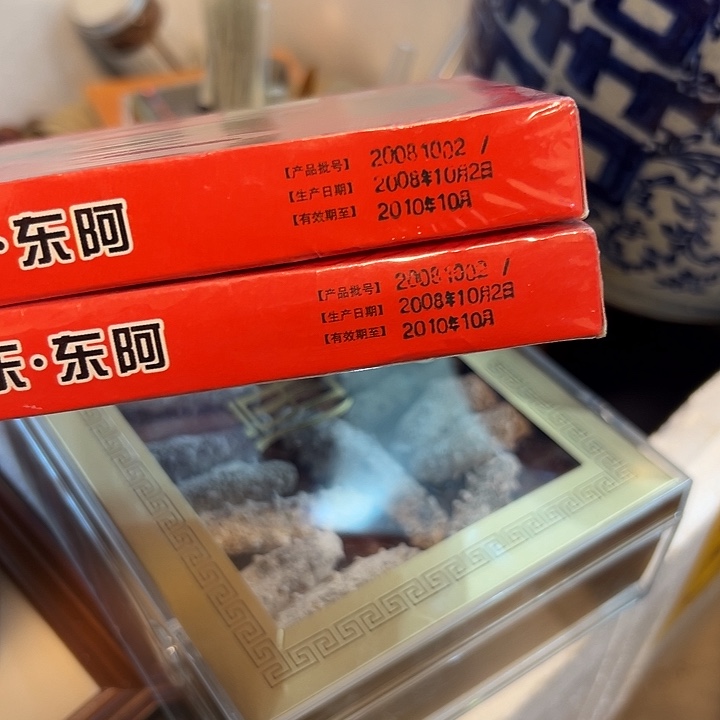 ·东阿
【产品批号】 20081002 /
【生产日期】 2008年10月2日
【有效期至】 2010年10月
东·东阿
【产品批号】 20081002 /
【生产日期】 2008年10月2日
【有效期至】 2010年10月